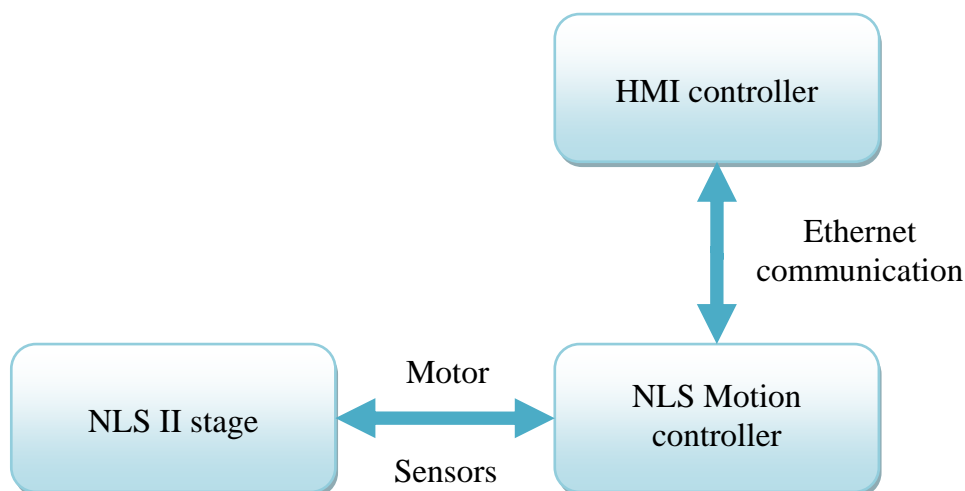 HMI controller
Ethernet
communication
Motor
NLS II stage
NLS Motion
controller
Sensors